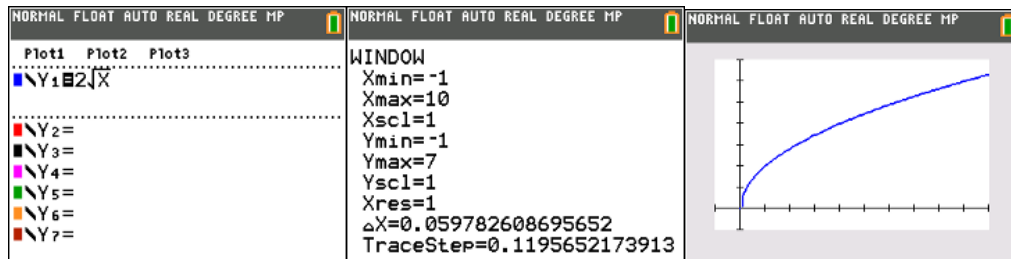 NORMAL FLOAT AUTO REAL DEGREE MP
Plot1 Plot2 Plot3
\Y₁=2√X
\Y₂=
\Y₃=
\Y₄=
\Y₅=
\Y₆=
\Y₇=
NORMAL FLOAT AUTO REAL DEGREE MP
WINDOW
Xmin=-1
Xmax=10
Xscl=1
Ymin=-1
Ymax=7
Yscl=1
Xres=1
△X=0.059782608695652
TraceStep=0.1195652173913
NORMAL FLOAT AUTO REAL DEGREE MP